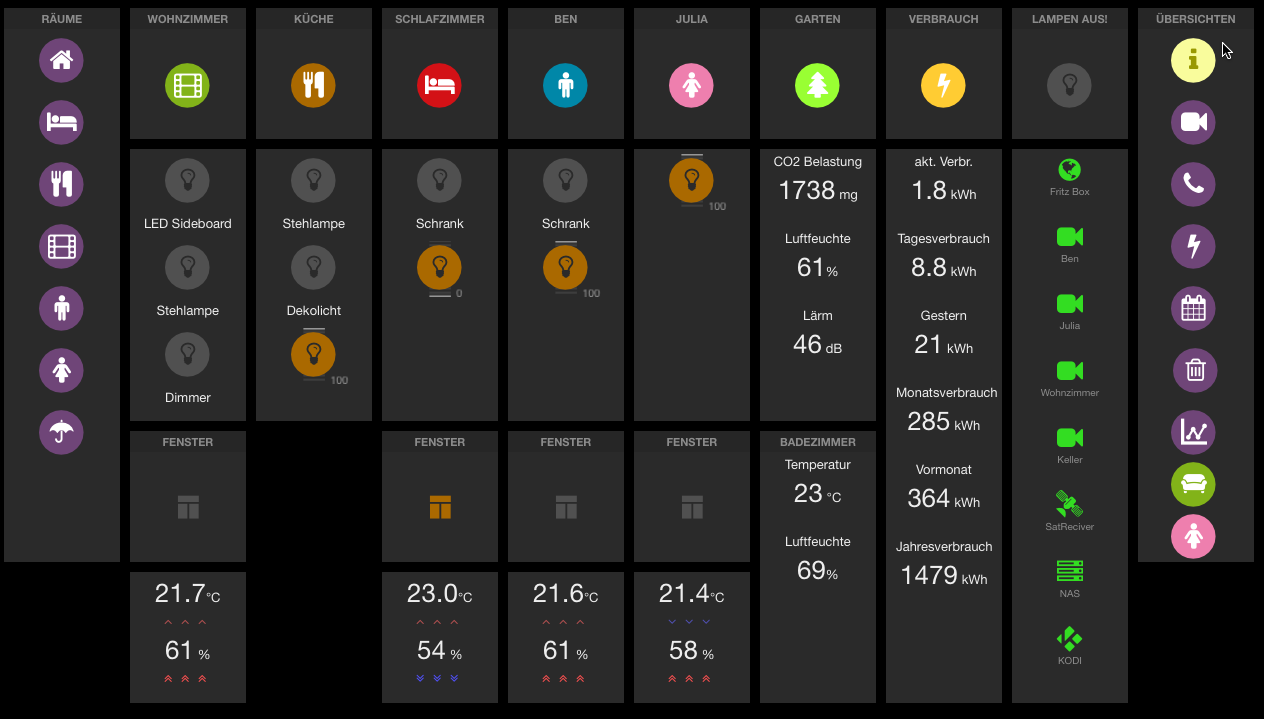 RÄUME
WOHNZIMMER
LED Sideboard
Stehlampe
Dimmer
FENSTER
21.7°C
61 %
KÜCHE
Stehlampe
Dekolicht
100
SCHLAFZIMMER
Schrank
0
FENSTER
23.0°C
54 %
BEN
Schrank
100
FENSTER
21.6°C
61 %
JULIA
100
FENSTER
21.4°C
58 %
GARTEN
CO2 Belastung
1738 mg
Luftfeuchte
61%
Lärm
46 dB
BADEZIMMER
Temperatur
23 °C
Luftfeuchte
69%
VERBRAUCH
akt. Verbr.
1.8 kWh
Tagesverbrauch
8.8 kWh
Gestern
21 kWh
Monatsverbrauch
285 kWh
Vormonat
364 kWh
Jahresverbrauch
1479 kWh
LAMPEN AUS!
Fritz Box
Ben
Julia
Wohnzimmer
Keller
SatReciver
NAS
KODI
ÜBERSICHTEN